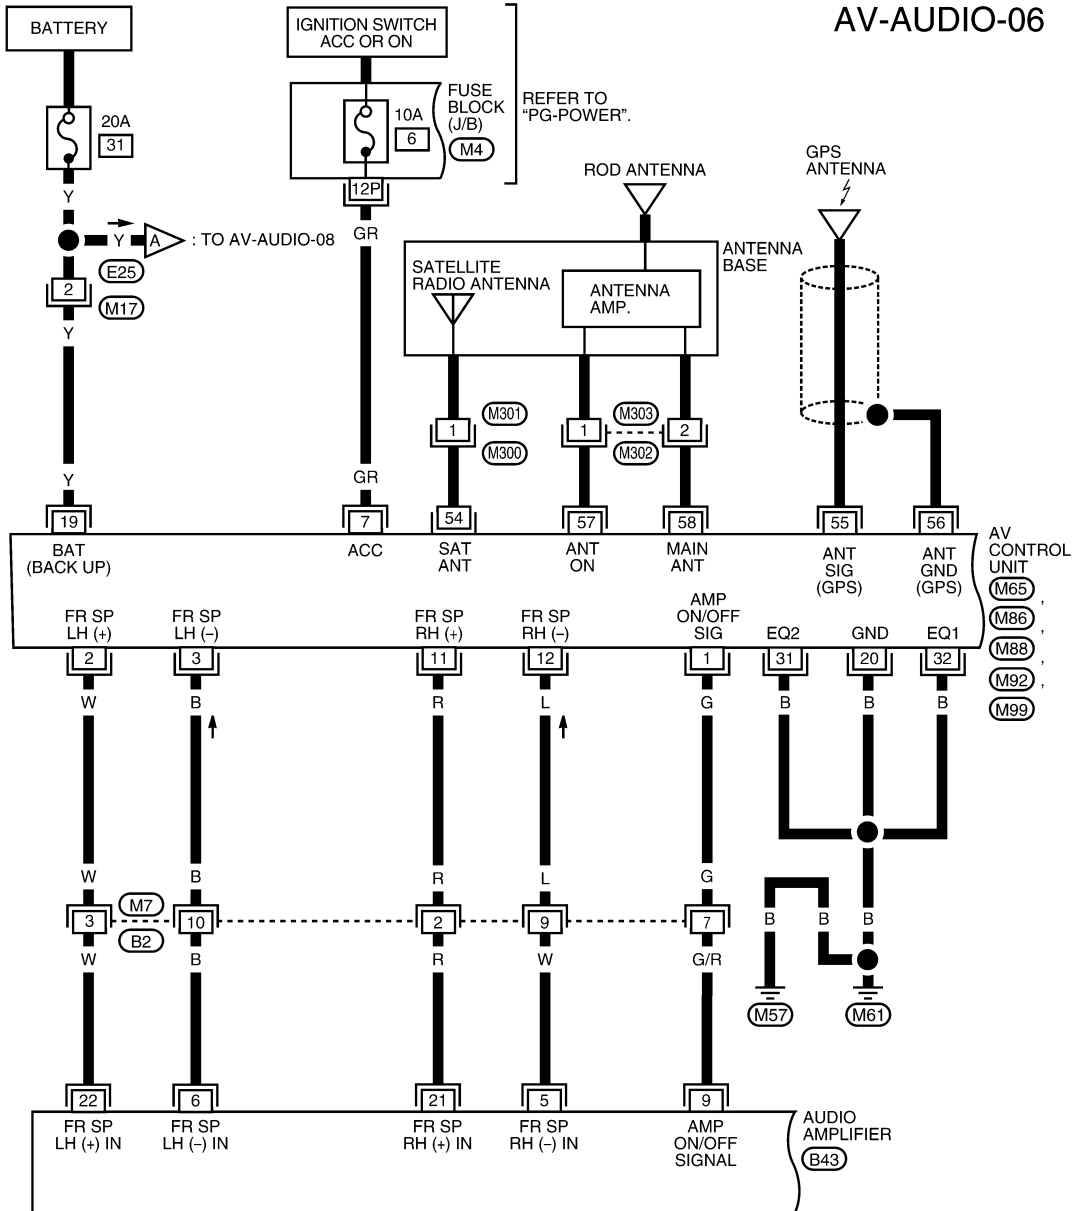 AV-AUDIO-06
BATTERY
IGNITION SWITCH
ACC OR ON
20A
31
10A
6
FUSE
BLOCK
(J/B)
M4
REFER TO
“PG-POWER”.
12P
Y
Y
A
: TO AV-AUDIO-08
E25
2
M17
Y
Y
GR
GR
ROD ANTENNA
GPS
ANTENNA
ANTENNA
BASE
SATELLITE
RADIO ANTENNA
ANTENNA
AMP.
1
M301
M300
1
M303
M302
2
19
7
54
57
58
55
56
BAT
(BACK UP)
ACC
SAT
ANT
ANT
ON
MAIN
ANT
ANT
SIG
(GPS)
ANT
GND
(GPS)
AV
CONTROL
UNIT
M65 ,
M86 ,
M88 ,
M92 ,
M99
FR SP
LH (+)
FR SP
LH (–)
FR SP
RH (+)
FR SP
RH (–)
AMP
ON/OFF
SIG
EQ2
GND
EQ1
2
3
11
12
1
31
20
32
W
B
R
L
G
B
B
B
W
B
R
L
G
3
M7
B2
10
2
9
7
B
B
B
W
B
R
W
G/R
M57
M61
22
6
21
5
9
FR SP
LH (+) IN
FR SP
LH (–) IN
FR SP
RH (+) IN
FR SP
RH (–) IN
AMP
ON/OFF
SIGNAL
AUDIO
AMPLIFIER
B43